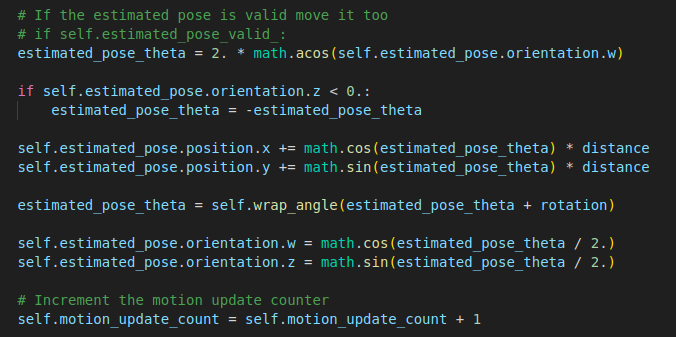 # If the estimated pose is valid move it too
# if self.estimated_pose_valid_:
estimated_pose_theta = 2. * math.acos(self.estimated_pose.orientation.w)
if self.estimated_pose.orientation.z < 0.:
    estimated_pose_theta = -estimated_pose_theta
self.estimated_pose.position.x += math.cos(estimated_pose_theta) * distance
self.estimated_pose.position.y += math.sin(estimated_pose_theta) * distance
estimated_pose_theta = self.wrap_angle(estimated_pose_theta + rotation)
self.estimated_pose.orientation.w = math.cos(estimated_pose_theta / 2.)
self.estimated_pose.orientation.z = math.sin(estimated_pose_theta / 2.)
# Increment the motion update counter
self.motion_update_count = self.motion_update_count + 1